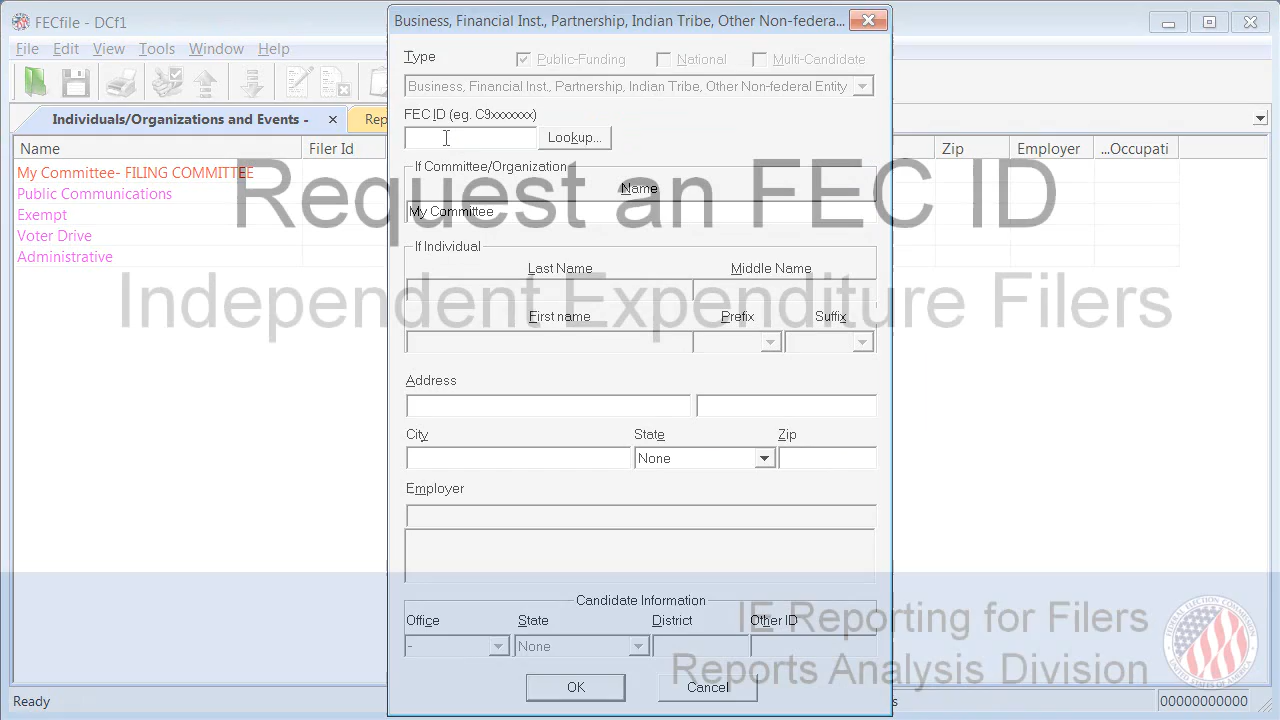 FECfile - DCf1
Business, Financial Inst., Partnership, Indian Tribe, Other Non-federa...
File Edit View Tools Window Help
Individuals/Organizations and Events -
Rep
Name Filer Id Zip Employer ...Occupati
My Committee- FILING COMMITTEE
Public Communications
Exempt
Voter Drive
Administrative
Type
Public-Funding National Multi-Candidate
Business, Financial Inst., Partnership, Indian Tribe, Other Non-federal Entity
FEC ID (eg. C9xxxxxxx)
Lookup...
If Committee/Organization
Name
My Committee
If Individual
Last Name Middle Name
First name Prefix Suffix
Address
City State Zip
None
Employer
Candidate Information
Office State District Other ID
- None
OK Cancel
Request an FEC ID
Independent Expenditure Filers
IE Reporting for Filers
Reports Analysis Division
Ready
s
00000000000